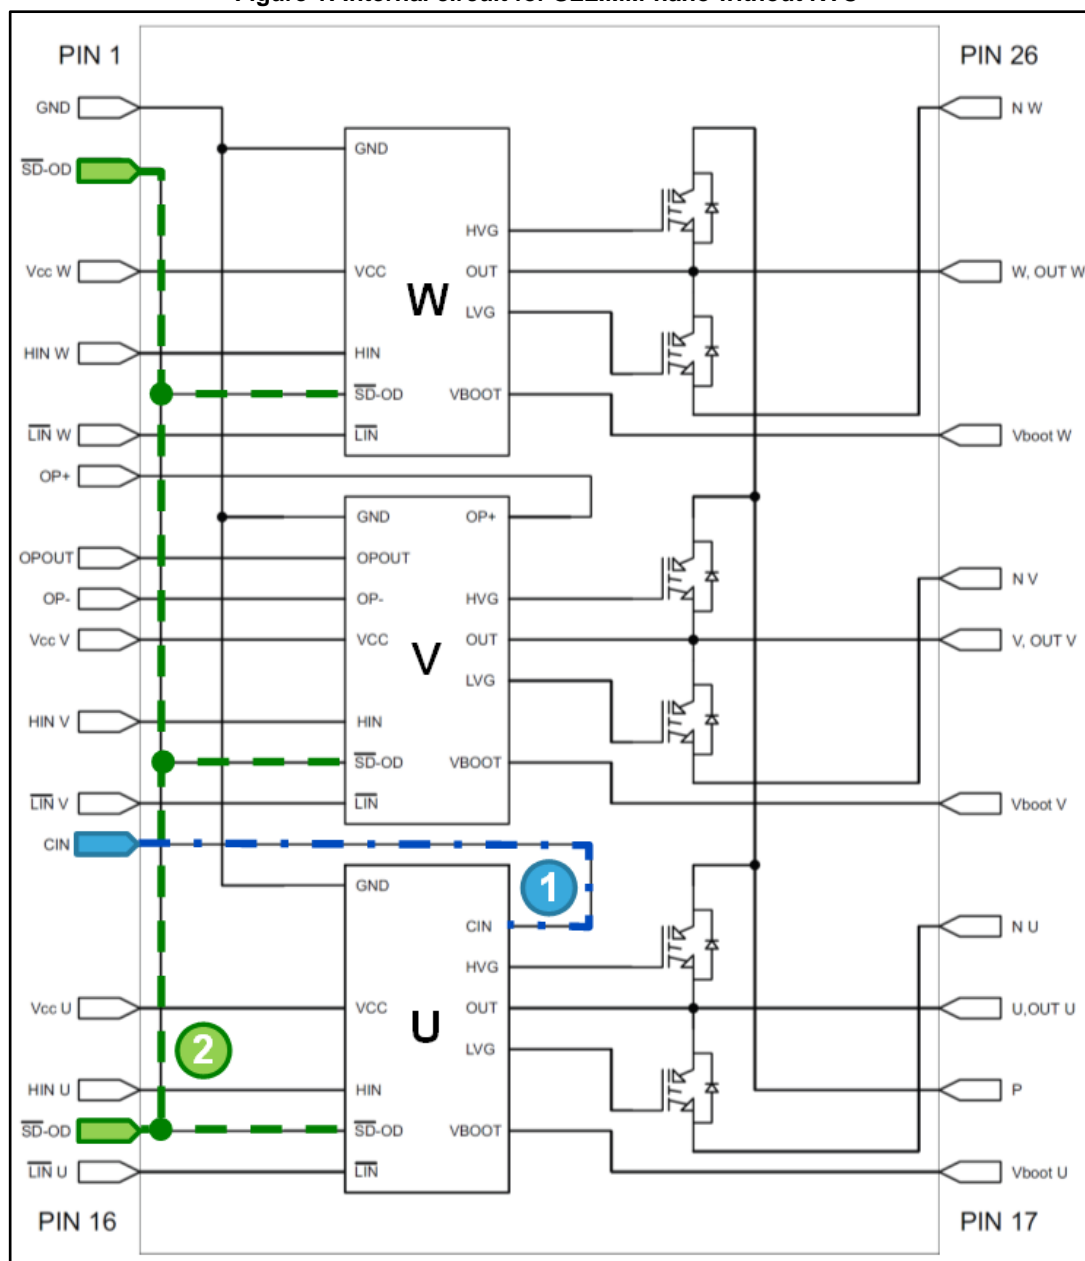 PIN 1
PIN 26
GND
SD-OD
Vcc W
HIN W
LIN W
OP+
OPOUT
OP-
Vcc V
HIN V
LIN V
CIN
Vcc U
HIN U
SD-OD
LIN U
PIN 16
GND
HVG
VCC
OUT
W
LVG
HIN
SD-OD
VBOOT
LIN
GND
OP+
OPOUT
OP-
HVG
VCC
OUT
V
LVG
HIN
SD-OD
VBOOT
LIN
1
GND
CIN
HVG
VCC
OUT
U
LVG
2
HIN
SD-OD
VBOOT
LIN
N W
W, OUT W
Vboot W
N V
V, OUT V
Vboot V
N U
U,OUT U
P
Vboot U
PIN 17